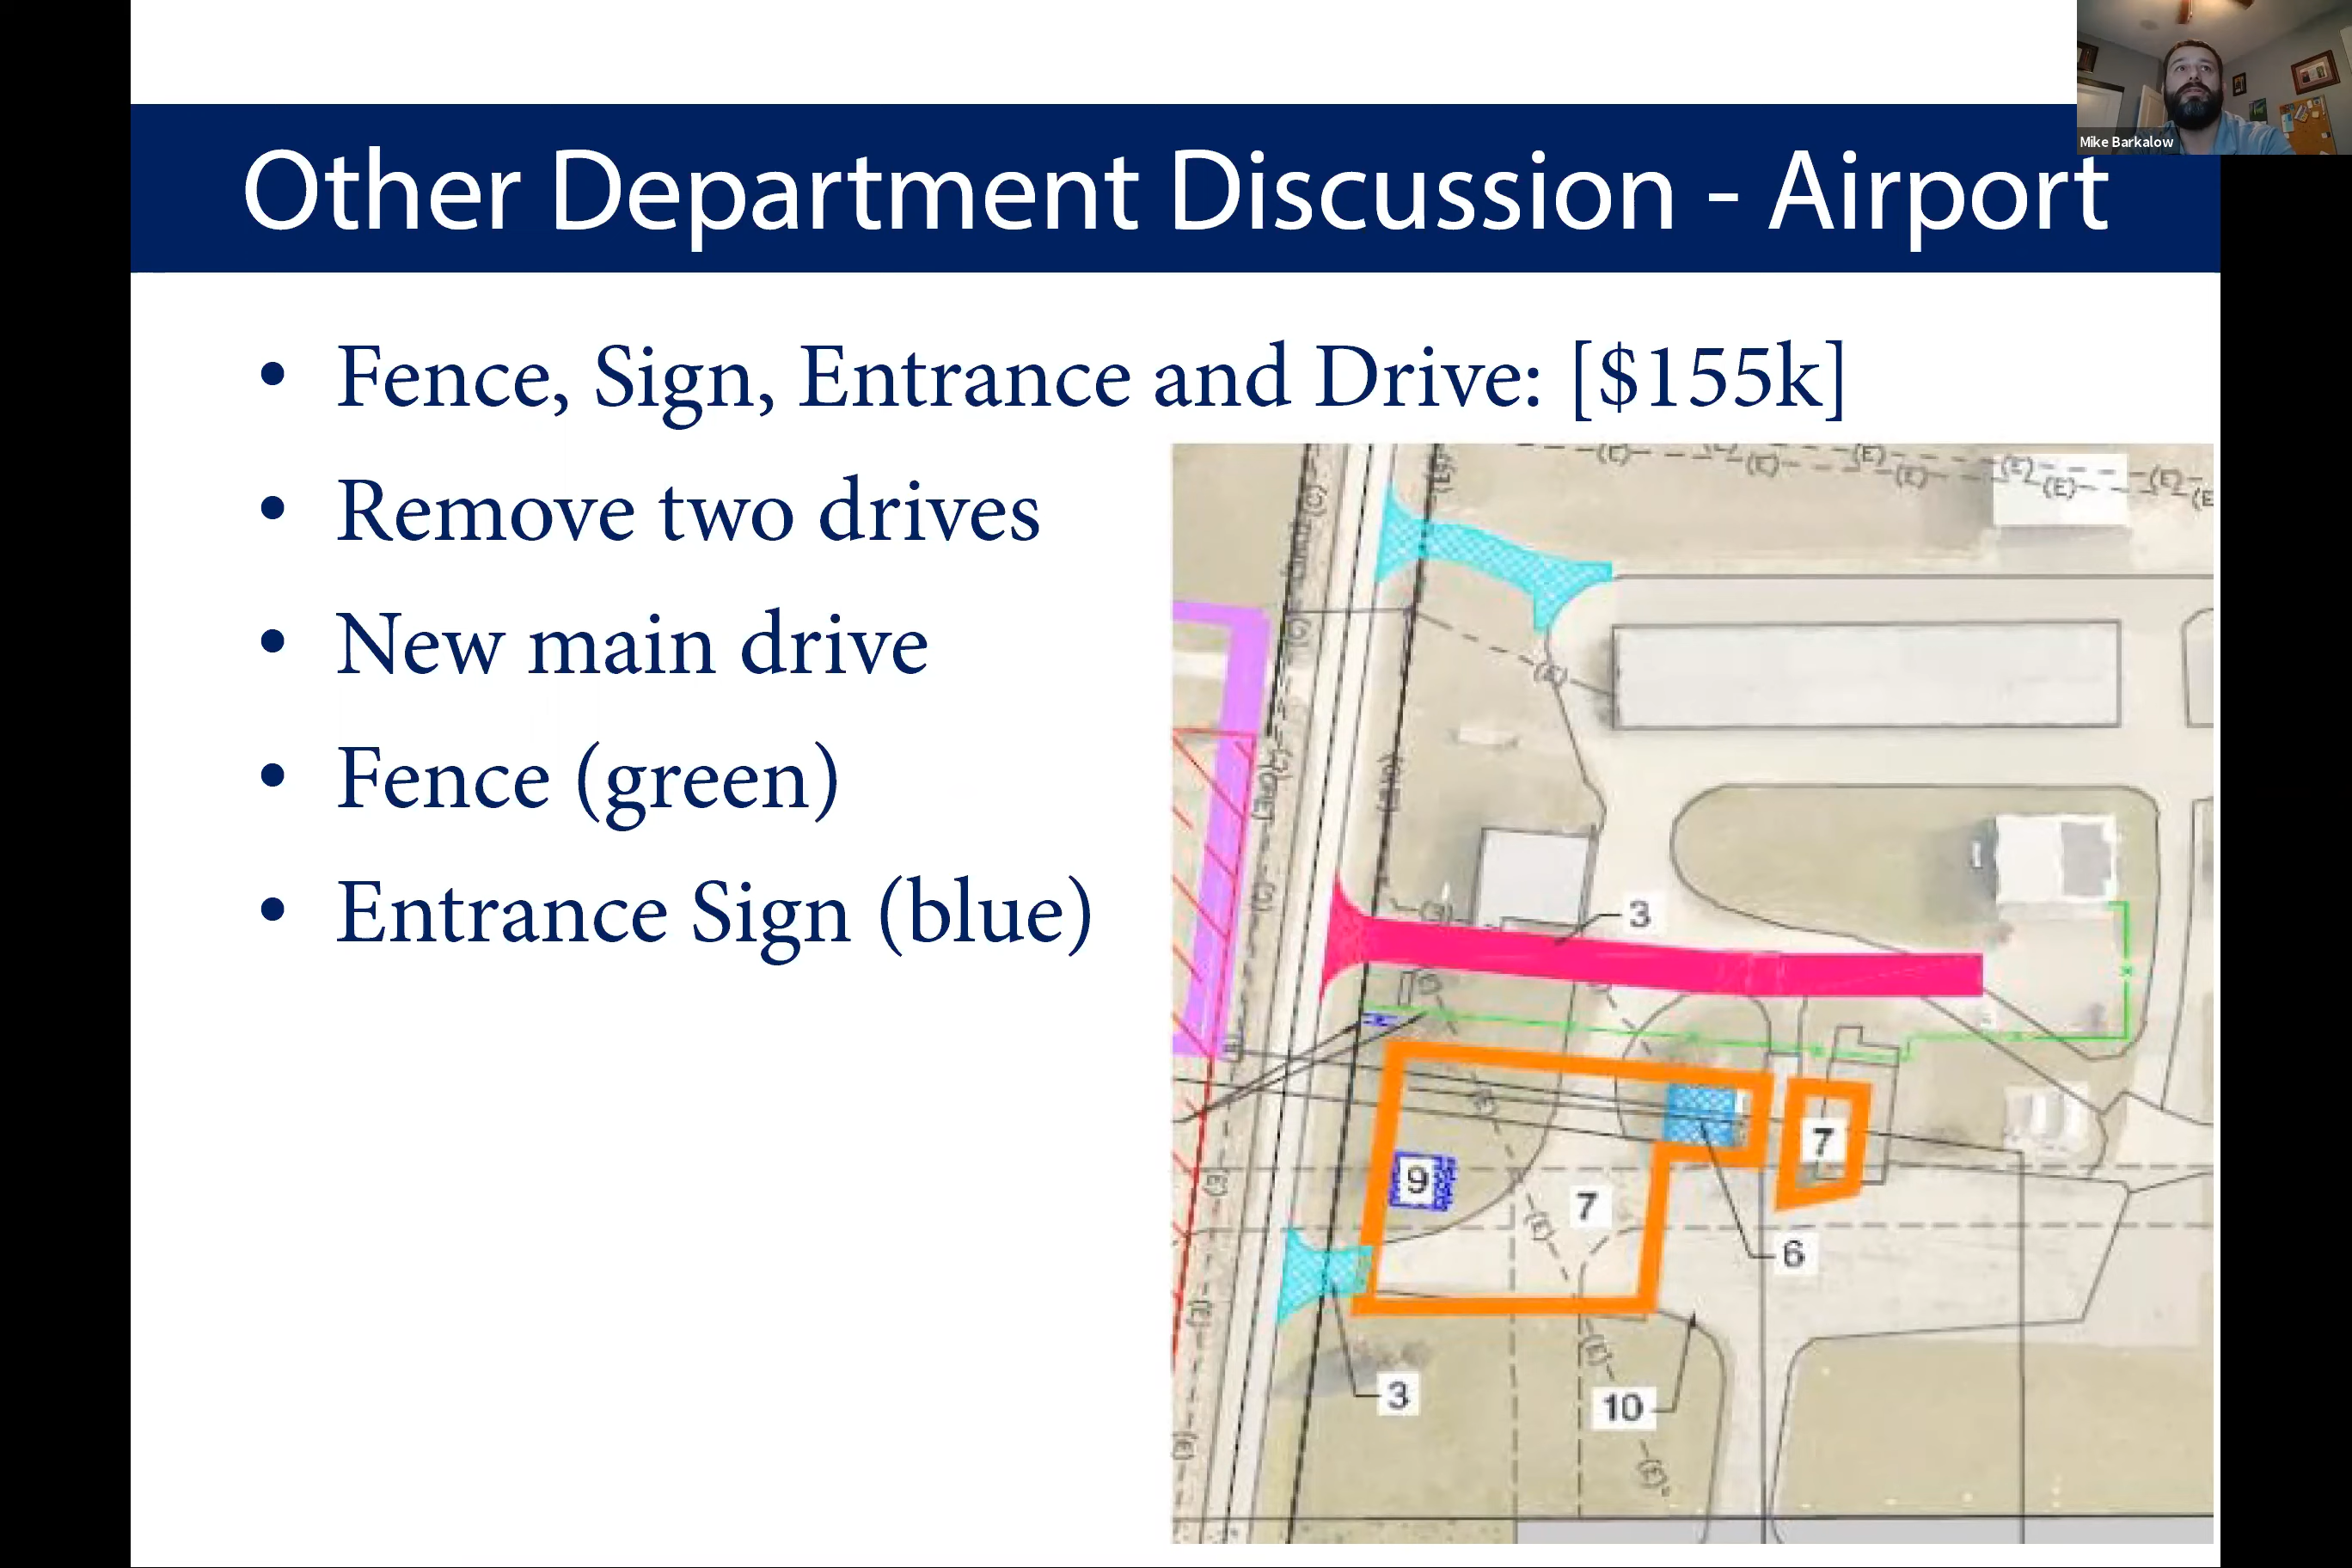 Mike Barkalow
Other Department Discussion - Airport
• Fence, Sign, Entrance and Drive: [$155k]
• Remove two drives
• New main drive
• Fence (green)
• Entrance Sign (blue)
(E) (E) (E) (E) (E) (E) (E)
(E)
3
9
7
7
6
3
10